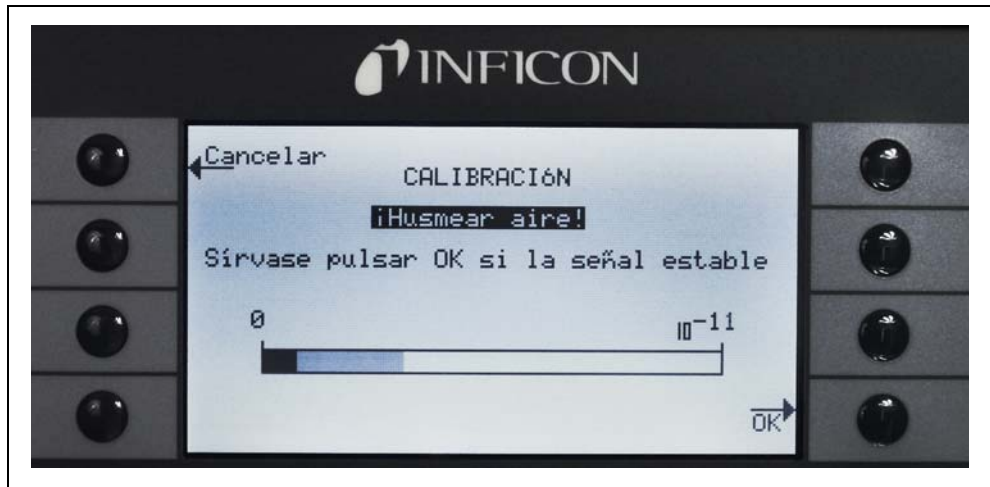 INFICON
Cancelar
CALIBRACIóN
¡Husmear aire!
Sírvase pulsar OK si la señal estable
0 10⁻¹¹
OK